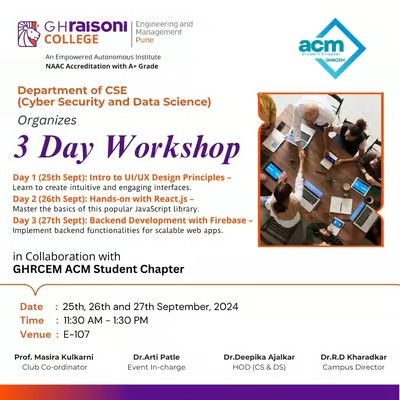 GHRAISONI
COLLEGE
Engineering and
Management
Pune
An Empowered Autonomous Institute
NAAC Accreditation with A+ Grade
acm
Student Chapter
GHRCEM
Department of CSE
(Cyber Security and Data Science)
Organizes
3 Day Workshop
Day 1 (25th Sept): Intro to UI/UX Design Principles –
Learn to create intuitive and engaging interfaces.
Day 2 (26th Sept): Hands-on with React.js –
Master the basics of this popular JavaScript library.
Day 3 (27th Sept): Backend Development with Firebase –
Implement backend functionalities for scalable web apps.
in Collaboration with
GHRCEM ACM Student Chapter
Date : 25th, 26th and 27th September, 2024
Time : 11:30 AM - 1:30 PM
Venue : E-107
Prof. Masira Kulkarni Dr.Arti Patle Dr.Deepika Ajalkar Dr.R.D Kharadkar
Club Co-ordinator Event In-charge HOD (CS & DS) Campus Director